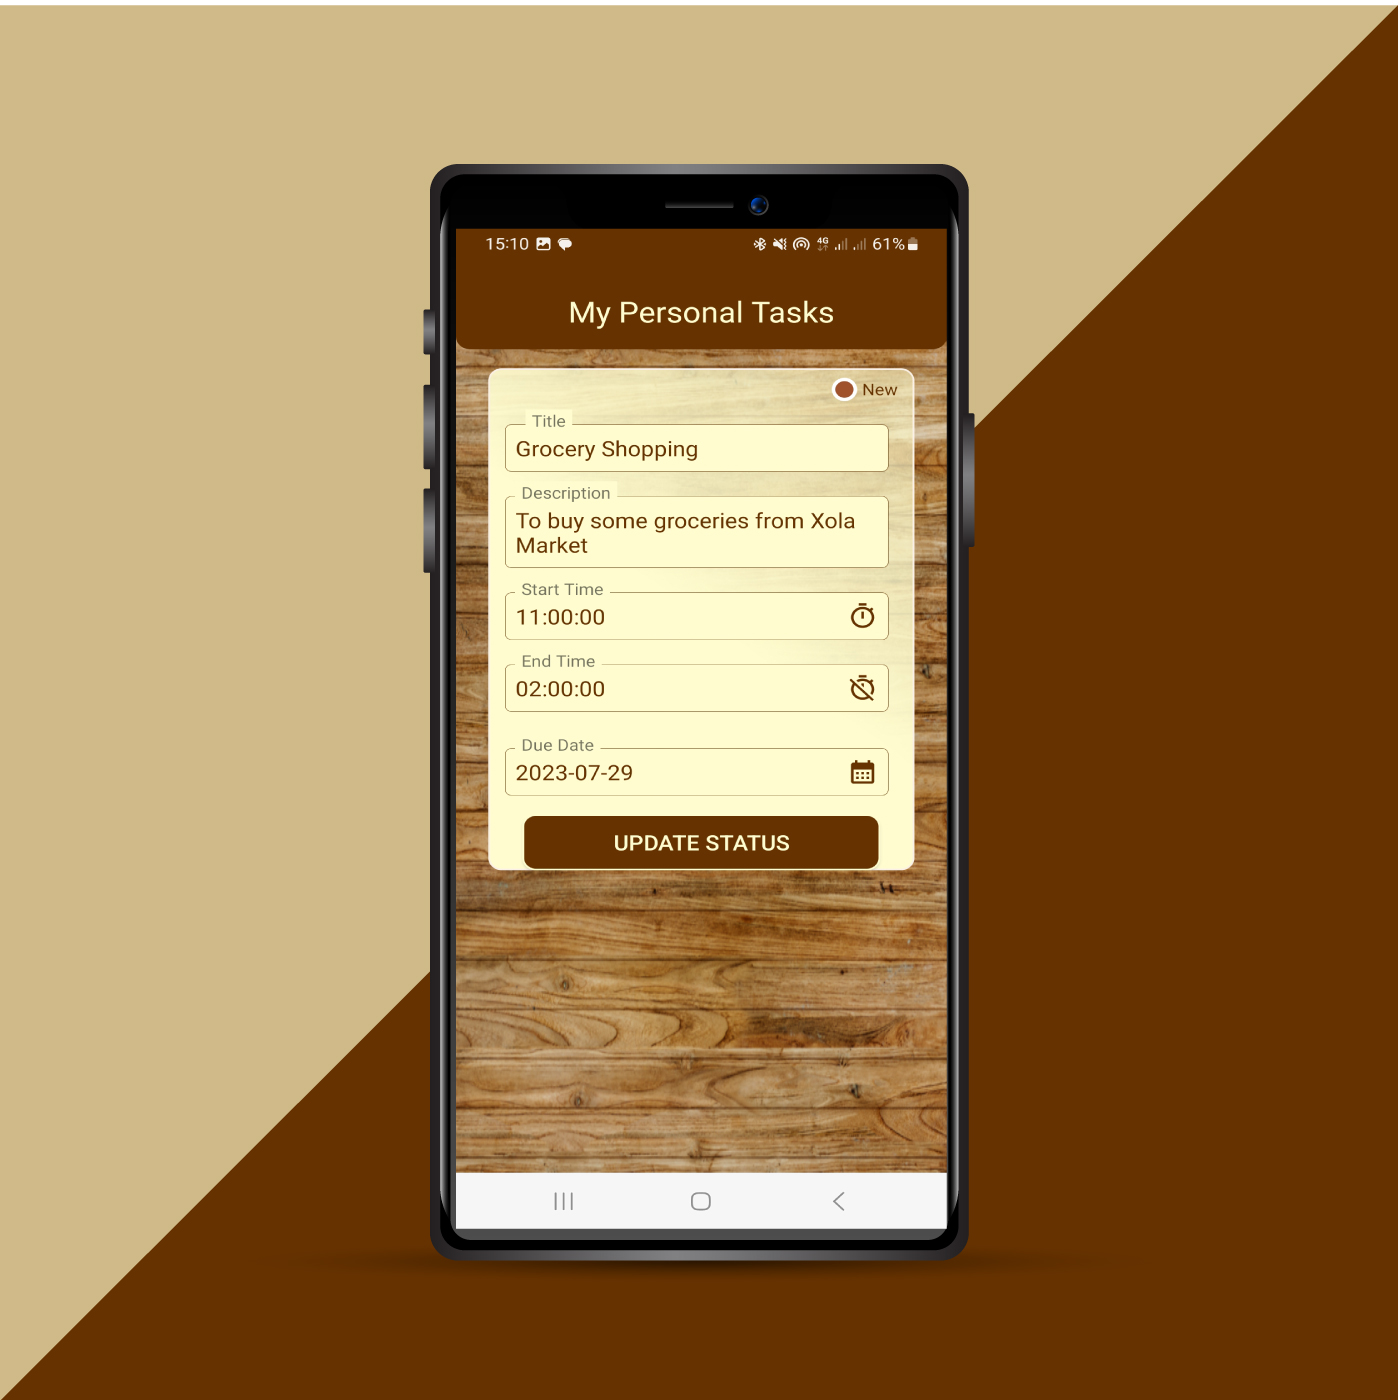 15:10
4G
61%
My Personal Tasks
New
Title
Grocery Shopping
Description
To buy some groceries from Xola
Market
Start Time
11:00:00
End Time
02:00:00
Due Date
2023-07-29
UPDATE STATUS